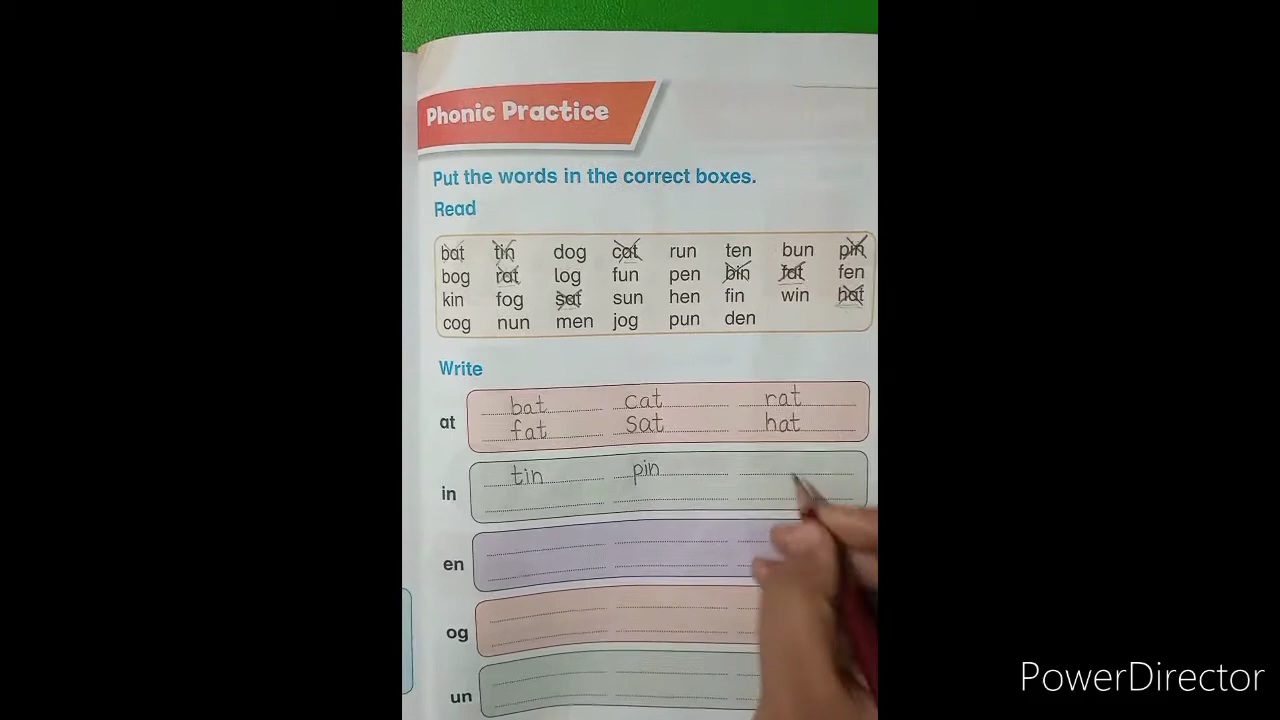 Phonic Practice
Put the words in the correct boxes.
Read
bat tin dog cat run ten bun pin
bog rat log fun pen bin fat fen
kin fog sat sun hen fin win hat
cog nun men jog pun den
Write
at
bat cat rat
fat sat hat
in
tin pin
en
og
un
PowerDirector